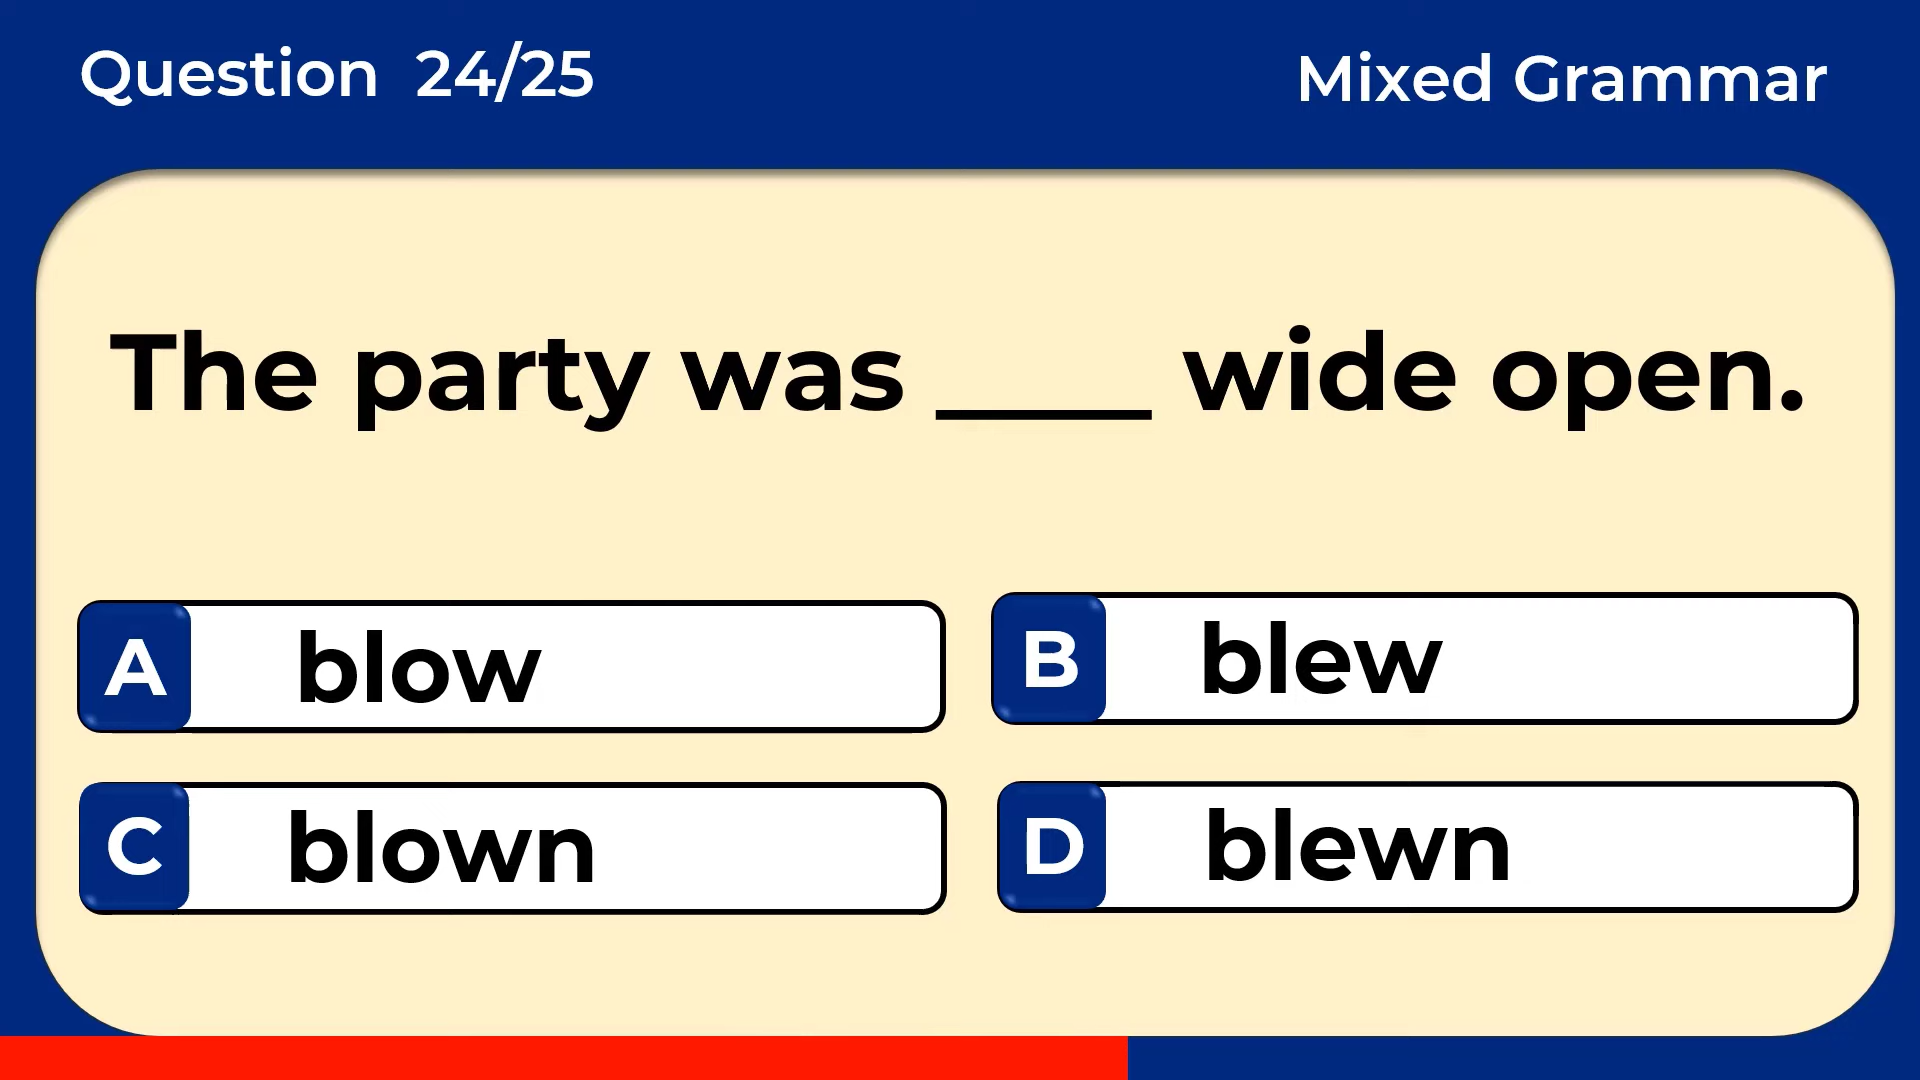 Question 24/25
Mixed Grammar
The party was ____ wide open.
A blow
B blew
C blown
D blewn